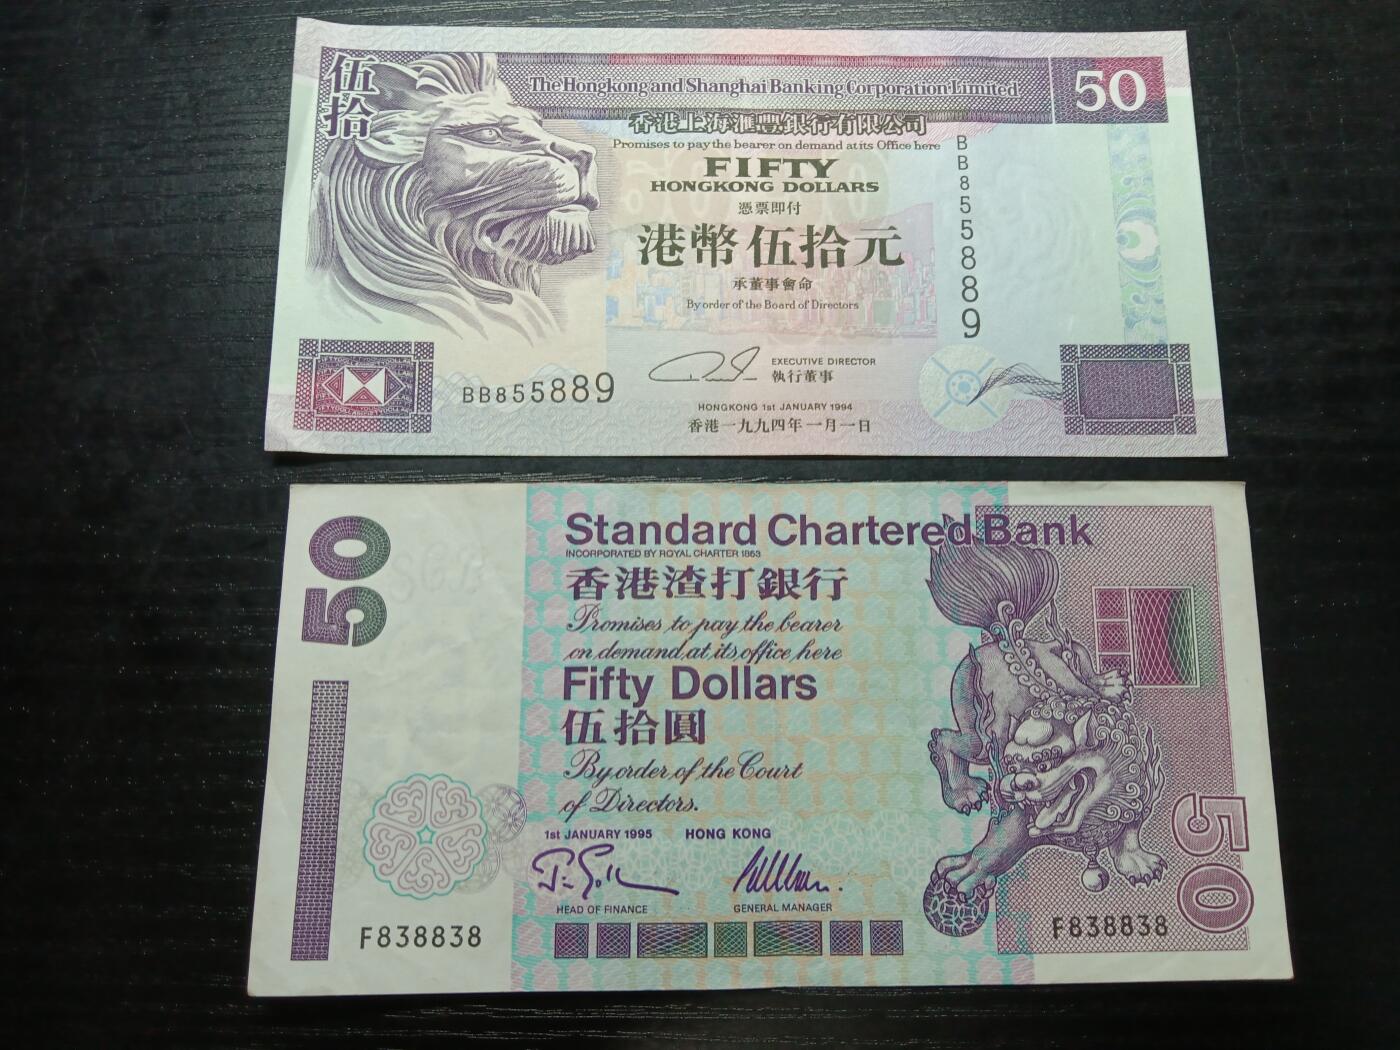 伍拾
The Hongkong and Shanghai Banking Corporation Limited
50
香港上海滙豐銀行有限公司
Promises to pay the bearer on demand at its Office here
FIFTY
HONGKONG DOLLARS
憑票即付
港幣伍拾元
承董事會命
By order of the Board of Directors
BB855889
EXECUTIVE DIRECTOR
執行董事
BB855889
HONGKONG 1st JANUARY 1994
香港一九九四年一月一日
50
Standard Chartered Bank
INCORPORATED BY ROYAL CHARTER 1853
香港渣打銀行
Promises to pay the bearer
on demand at its office here
Fifty Dollars
伍拾圓
By order of the Court
of Directors.
1st JANUARY 1995 HONG KONG
HEAD OF FINANCE GENERAL MANAGER
F838838
F838838
50